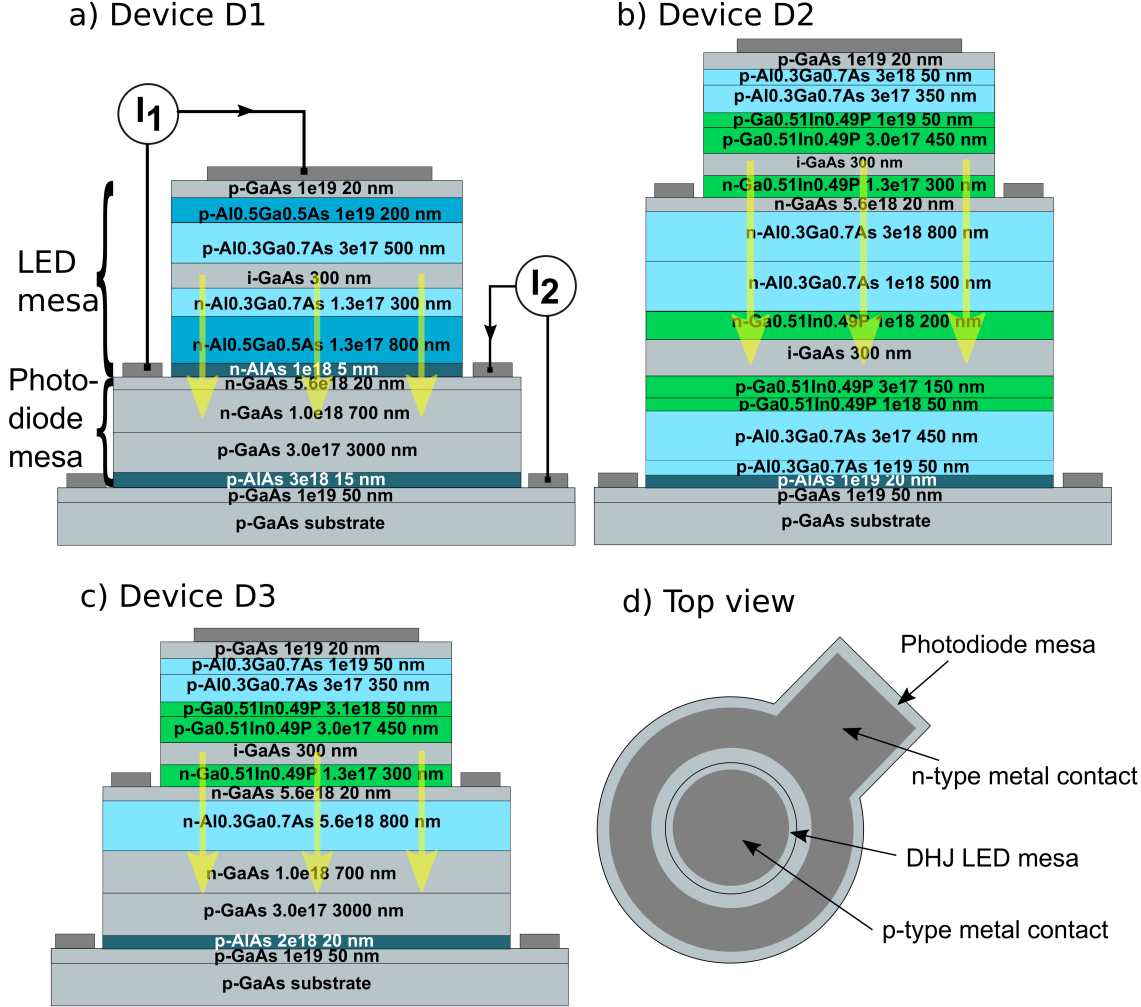 a) Device D1
I1
LED
mesa
Photo-
diode
mesa
p-GaAs 1e19 20 nm
p-Al0.5Ga0.5As 1e19 200 nm
p-Al0.3Ga0.7As 3e17 500 nm
i-GaAs 300 nm
n-Al0.3Ga0.7As 1.3e17 300 nm
n-Al0.5Ga0.5As 1.3e17 800 nm
n-AlAs 1e18 5 nm
n-GaAs 5.6e18 20 nm
n-GaAs 1.0e18 700 nm
p-GaAs 3.0e17 3000 nm
p-AlAs 3e18 15 nm
p-GaAs 1e19 50 nm
p-GaAs substrate
I2
b) Device D2
p-GaAs 1e19 20 nm
p-Al0.3Ga0.7As 3e18 50 nm
p-Al0.3Ga0.7As 3e17 350 nm
p-Ga0.51In0.49P 1e19 50 nm
p-Ga0.51In0.49P 3.0e17 450 nm
i-GaAs 300 nm
n-Ga0.51In0.49P 1.3e17 300 nm
n-GaAs 5.6e18 20 nm
n-Al0.3Ga0.7As 3e18 800 nm
n-Al0.3Ga0.7As 1e18 500 nm
n-Ga0.51In0.49P 1e18 200 nm
i-GaAs 300 nm
p-Ga0.51In0.49P 3e17 150 nm
p-Ga0.51In0.49P 1e18 50 nm
p-Al0.3Ga0.7As 3e17 450 nm
p-Al0.3Ga0.7As 1e19 50 nm
p-AlAs 1e19 20 nm
p-GaAs 1e19 50 nm
p-GaAs substrate
c) Device D3
p-GaAs 1e19 20 nm
p-Al0.3Ga0.7As 1e19 50 nm
p-Al0.3Ga0.7As 3e17 350 nm
p-Ga0.51In0.49P 3.1e18 50 nm
p-Ga0.51In0.49P 3.0e17 450 nm
i-GaAs 300 nm
n-Ga0.51In0.49P 1.3e17 300 nm
n-GaAs 5.6e18 20 nm
n-Al0.3Ga0.7As 5.6e18 800 nm
n-GaAs 1.0e18 700 nm
p-GaAs 3.0e17 3000 nm
p-AlAs 2e18 20 nm
p-GaAs 1e19 50 nm
p-GaAs substrate
d) Top view
Photodiode mesa
n-type metal contact
DHJ LED mesa
p-type metal contact